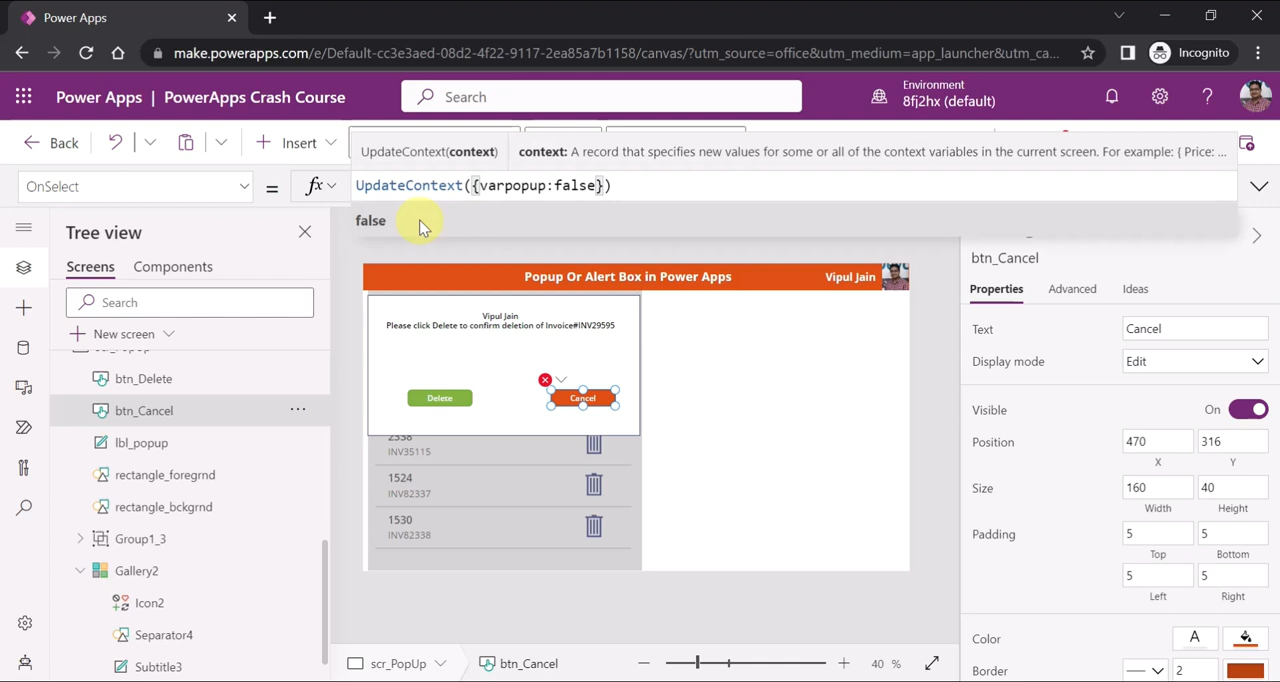 Power Apps
make.powerapps.com/e/Default-cc3e3aed-08d2-4f22-9117-2ea85a7b1158/canvas/?utm_source=office&utm_medium=app_launcher&utm_ca...
Incognito
Power Apps | PowerApps Crash Course
Search
Environment
8fj2hx (default)
Back
Insert
UpdateContext(context)
context: A record that specifies new values for some or all of the context variables in the current screen. For example: { Price: ...
OnSelect
=
fx
UpdateContext({varpopup:false})
false
Tree view
Screens
Components
Search
New screen
btn_Delete
btn_Cancel
lbl_popup
rectangle_foregrnd
rectangle_bckgrnd
Group1_3
Gallery2
Icon2
Separator4
Subtitle3
Popup Or Alert Box in Power Apps
Vipul Jain
Vipul Jain
Please click Delete to confirm deletion of Invoice#INV29595
Delete
Cancel
INV35115
1524
INV82337
1530
INV82338
scr_PopUp
btn_Cancel
40 %
btn_Cancel
Properties
Advanced
Ideas
Text
Cancel
Display mode
Edit
Visible
On
Position
470
316
X
Y
Size
160
40
Width
Height
Padding
5
5
Top
Bottom
5
5
Left
Right
Color
A
Border
2